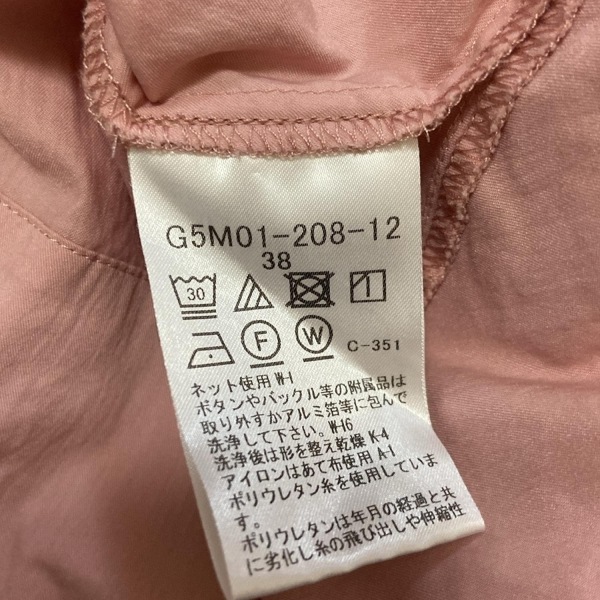 G5M01-208-12
38
30
F W C-351
ネット使用 W-1
ボタンやバックル等の附属品は
取り外すかアルミ箔等に包んで
洗浄して下さい。W-16
洗浄後は形を整え乾燥 K-4
アイロンはあて布使用 A-1
ポリウレタン糸を使用していま
す。
ポリウレタンは年月の経過と共
に劣化し糸の飛び出しや伸縮性